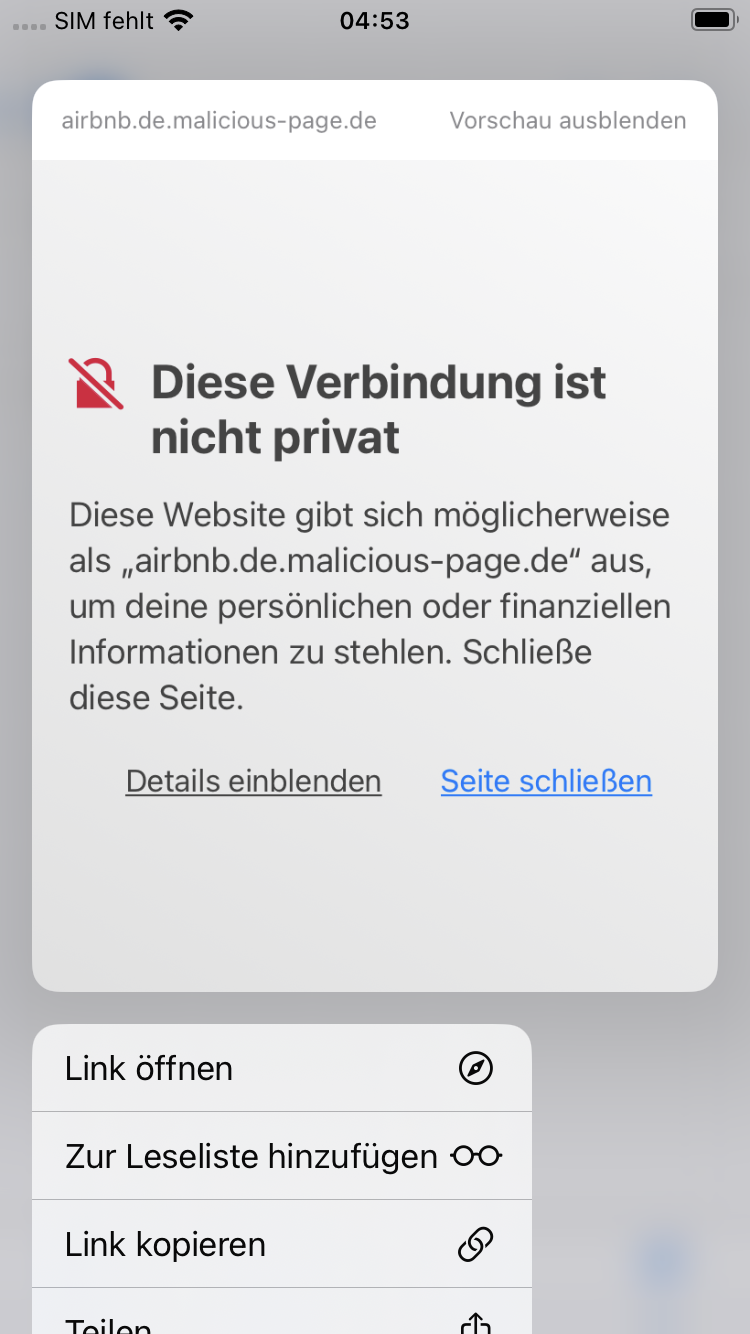 SIM fehlt
04:53
airbnb.de.malicious-page.de
Vorschau ausblenden
Diese Verbindung ist
nicht privat
Diese Website gibt sich möglicherweise
als „airbnb.de.malicious-page.de“ aus,
um deine persönlichen oder finanziellen
Informationen zu stehlen. Schließe
diese Seite.
Details einblenden
Seite schließen
Link öffnen
Zur Leseliste hinzufügen
Link kopieren
Teilen